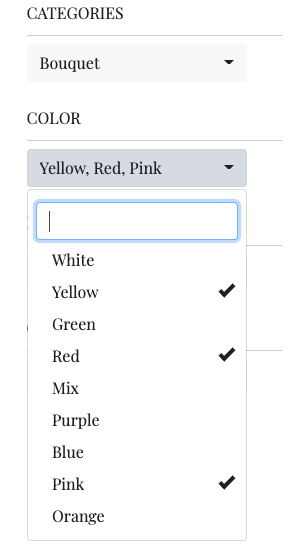 CATEGORIES
Bouquet
COLOR
Yellow, Red, Pink
White
Yellow
Green
Red
Mix
Purple
Blue
Pink
Orange